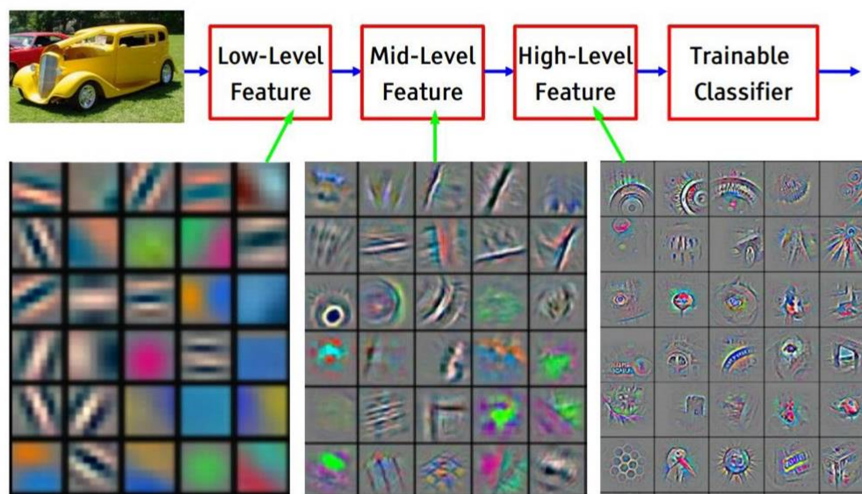 Low-Level
Feature
Mid-Level
Feature
High-Level
Feature
Trainable
Classifier